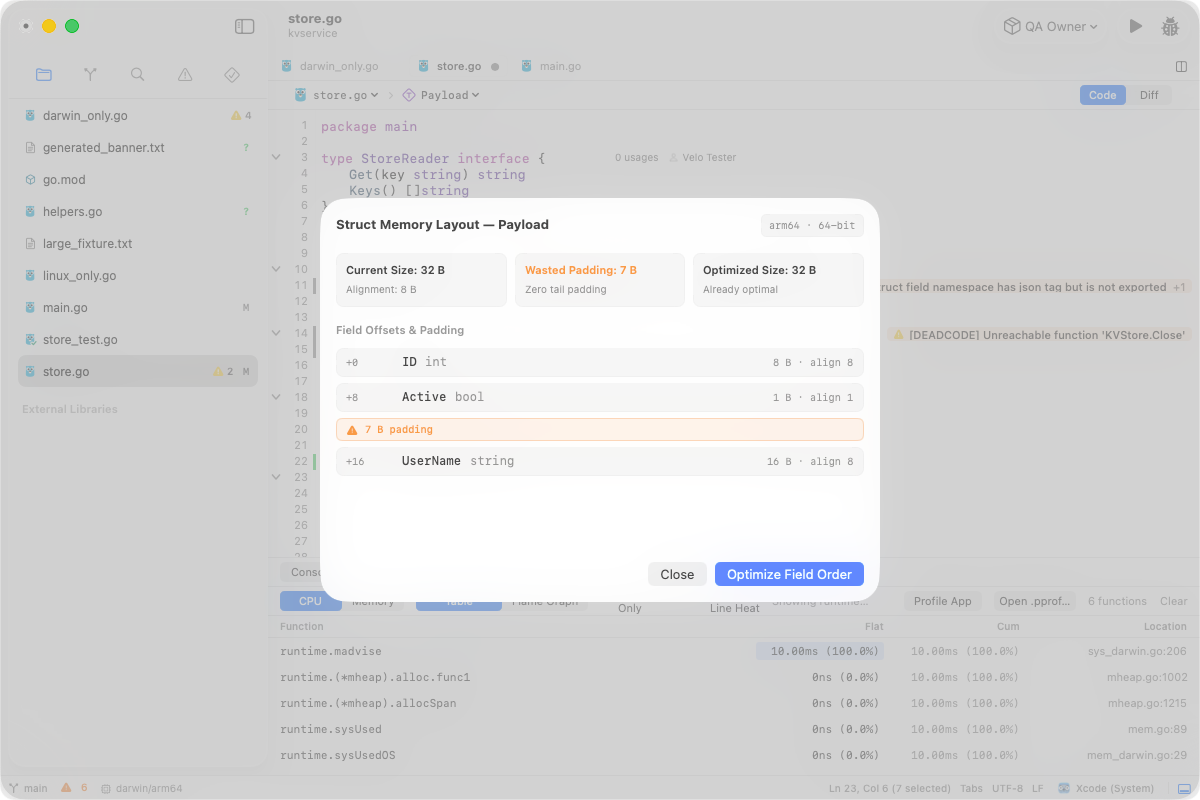 store.go
kvservice
QA Owner
darwin_only.go
store.go
main.go
store.go
Payload
Code
Diff
darwin_only.go 4
generated_banner.txt ?
go.mod
helpers.go ?
large_fixture.txt
linux_only.go
main.go M
store_test.go
store.go 2 M
External Libraries
1 package main
2
3 type StoreReader interface { 0 usages Velo Tester
4 Get(key string) string
5 Keys() []string
6 }
7
8
9
10
11 ruct field namespace has json tag but is not exported +1
12
13
14 [DEADCODE] Unreachable function 'KVStore.Close'
15
16
17
18
19
20
21
22
23
24
25
26
27
28
Struct Memory Layout — Payload
arm64 · 64-bit
Current Size: 32 B
Alignment: 8 B
Wasted Padding: 7 B
Zero tail padding
Optimized Size: 32 B
Already optimal
Field Offsets & Padding
+0 ID int 8 B · align 8
+8 Active bool 1 B · align 1
7 B padding
+16 UserName string 16 B · align 8
Close
Optimize Field Order
CPU Memory Table Flame Graph Only Line Heat Showing runtime... Profile App Open .pprof... 6 functions Clear
Function Flat Cum Location
runtime.madvise 10.00ms (100.0%) 10.00ms (100.0%) sys_darwin.go:206
runtime.(*mheap).alloc.func1 0ns (0.0%) 10.00ms (100.0%) mheap.go:1002
runtime.(*mheap).allocSpan 0ns (0.0%) 10.00ms (100.0%) mheap.go:1215
runtime.sysUsed 0ns (0.0%) 10.00ms (100.0%) mem.go:89
runtime.sysUsedOS 0ns (0.0%) 10.00ms (100.0%) mem_darwin.go:29
main 6 darwin/arm64 Ln 23, Col 6 (7 selected) Tabs UTF-8 LF Xcode (System)